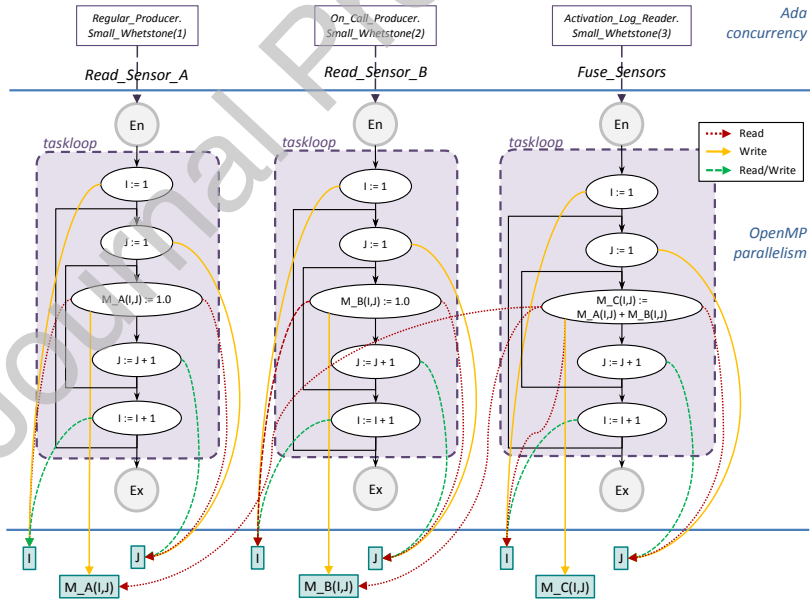 Regular_Producer.
Small_Whetstone(1)
On_Call_Producer.
Small_Whetstone(2)
Activation_Log_Reader.
Small_Whetstone(3)
Ada
concurrency
Read_Sensor_A
Read_Sensor_B
Fuse_Sensors
En
En
En
taskloop
taskloop
taskloop
Read
Write
Read/Write
I := 1
I := 1
I := 1
J := 1
J := 1
J := 1
OpenMP
parallelism
M_A(I,J) := 1.0
M_B(I,J) := 1.0
M_C(I,J) :=
M_A(I,J) + M_B(I,J)
J := J + 1
J := J + 1
J := J + 1
I := I + 1
I := I + 1
I := I + 1
Ex
Ex
Ex
I
J
I
J
I
J
M_A(I,J)
M_B(I,J)
M_C(I,J)
Journal Pr